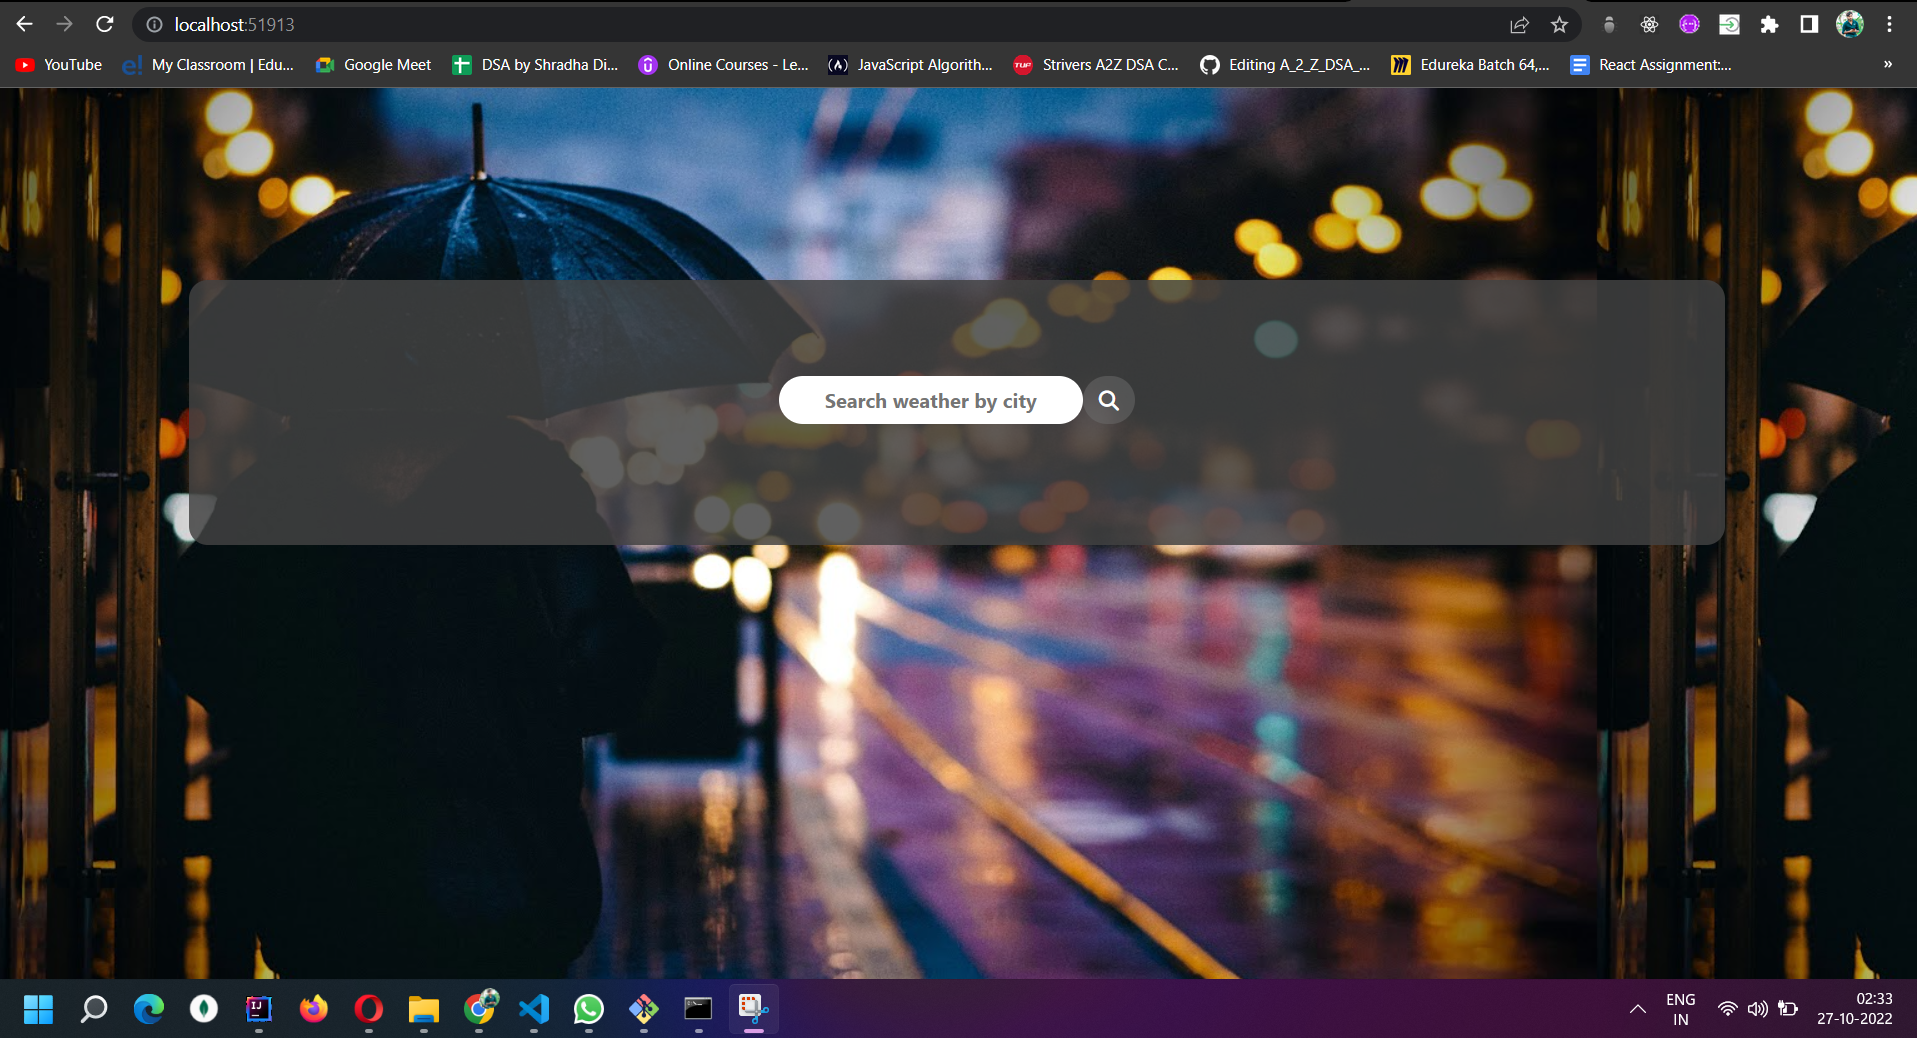 localhost:51913
YouTube
My Classroom | Edu...
Google Meet
DSA by Shradha Di...
Online Courses - Le...
JavaScript Algorith...
TUF
Strivers A2Z DSA C...
Editing A_2_Z_DSA_...
Edureka Batch 64,...
React Assignment:...
»
Search weather by city
ENG
IN
02:33
27-10-2022